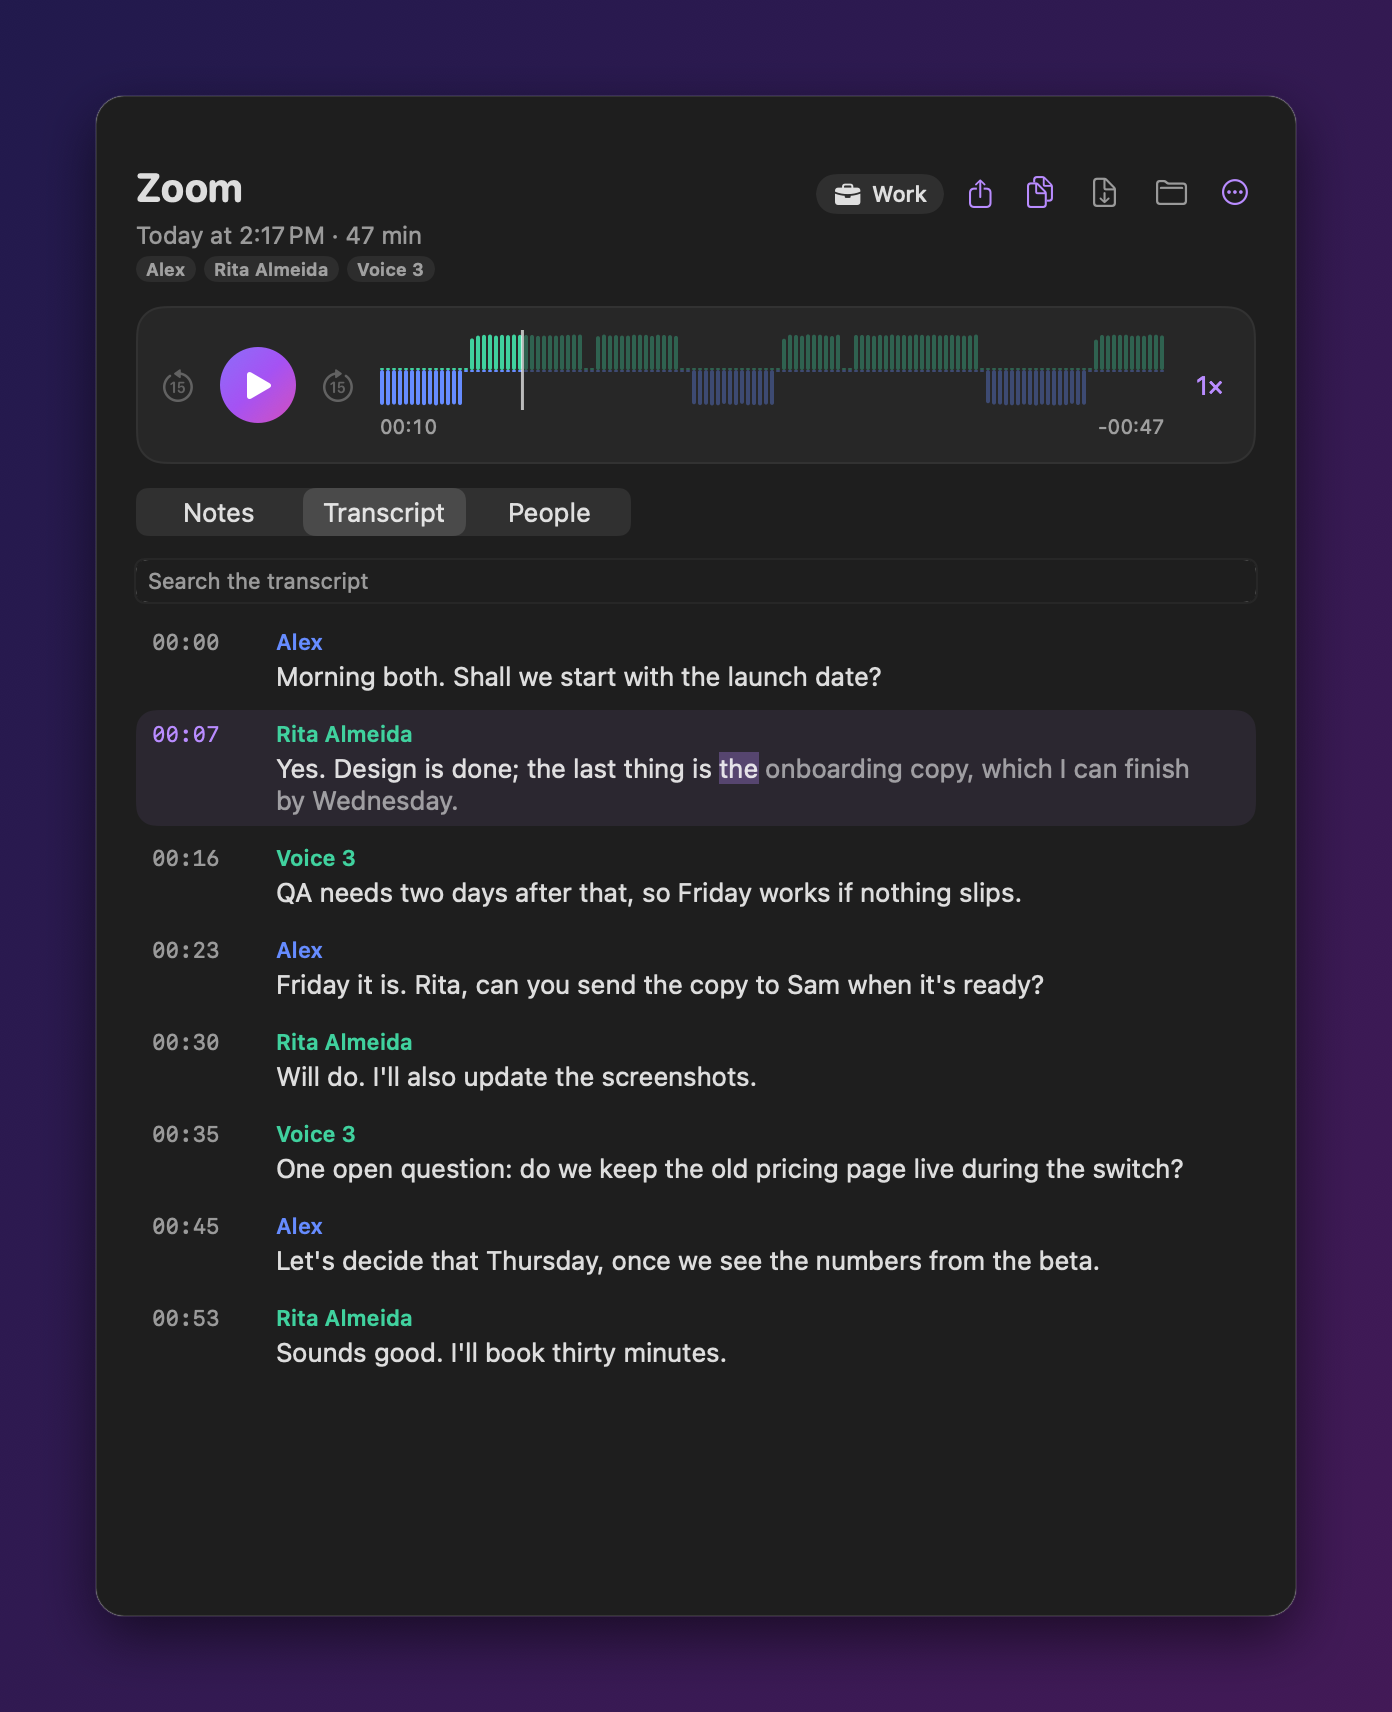 Zoom
Work
Today at 2:17 PM · 47 min
Alex
Rita Almeida
Voice 3
15
15
1×
00:10
-00:47
Notes
Transcript
People
Search the transcript
00:00
Alex
Morning both. Shall we start with the launch date?
00:07
Rita Almeida
Yes. Design is done; the last thing is the onboarding copy, which I can finish
by Wednesday.
00:16
Voice 3
QA needs two days after that, so Friday works if nothing slips.
00:23
Alex
Friday it is. Rita, can you send the copy to Sam when it's ready?
00:30
Rita Almeida
Will do. I'll also update the screenshots.
00:35
Voice 3
One open question: do we keep the old pricing page live during the switch?
00:45
Alex
Let's decide that Thursday, once we see the numbers from the beta.
00:53
Rita Almeida
Sounds good. I'll book thirty minutes.